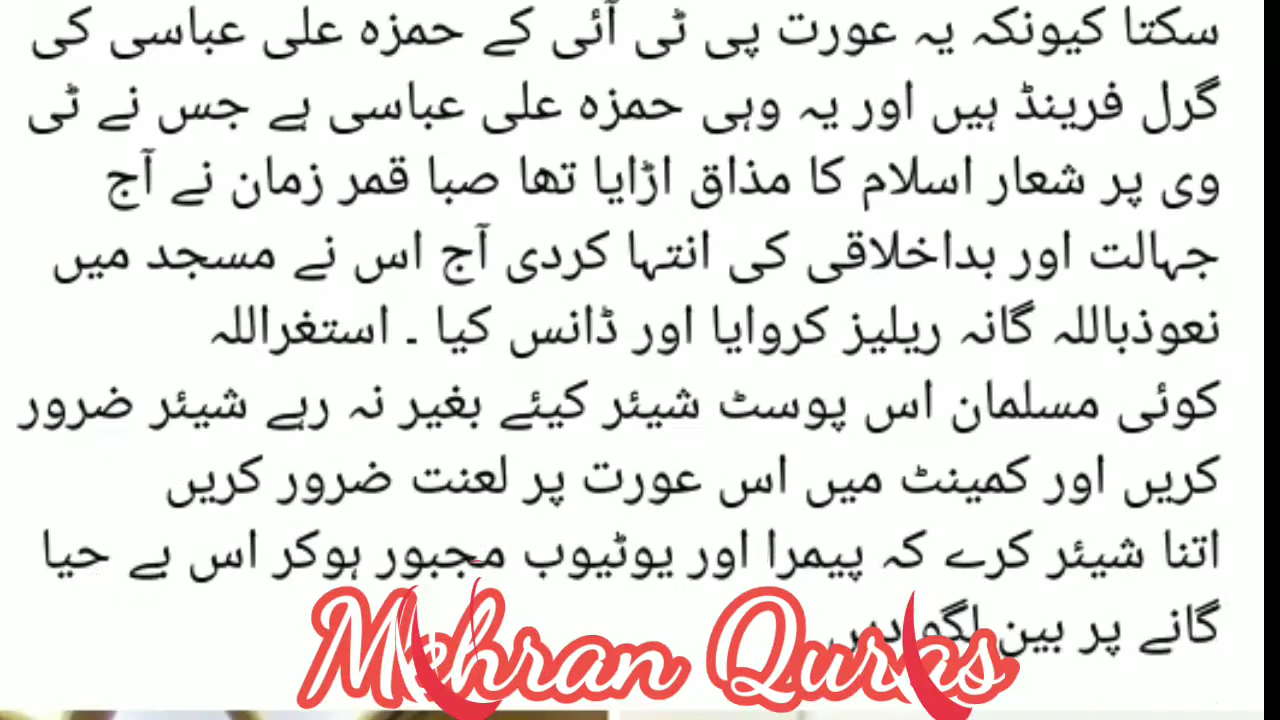 سکتا کیونکہ یہ عورت پی ٹی آئی کے حمزہ علی عباسی کی
گرل فرینڈ ہیں اور یہ وہی حمزہ علی عباسی ہے جس نے ٹی
وی پر شعار اسلام کا مذاق اڑایا تھا صبا قمر زمان نے آج
جہالت اور بداخلاقی کی انتہا کردی آج اس نے مسجد میں
نعوذباللہ گانہ ریلیز کروایا اور ڈانس کیا ۔ استغراللہ
کوئی مسلمان اس پوسٹ شیئر کیئے بغیر نہ رہے شیئر ضرور
کریں اور کمینٹ میں اس عورت پر لعنت ضرور کریں
اتنا شیئر کرے کہ پیمرا اور یوٹیوب مجبور ہوکر اس بے حیا
گانے پر بین لگو
Mehran Quras